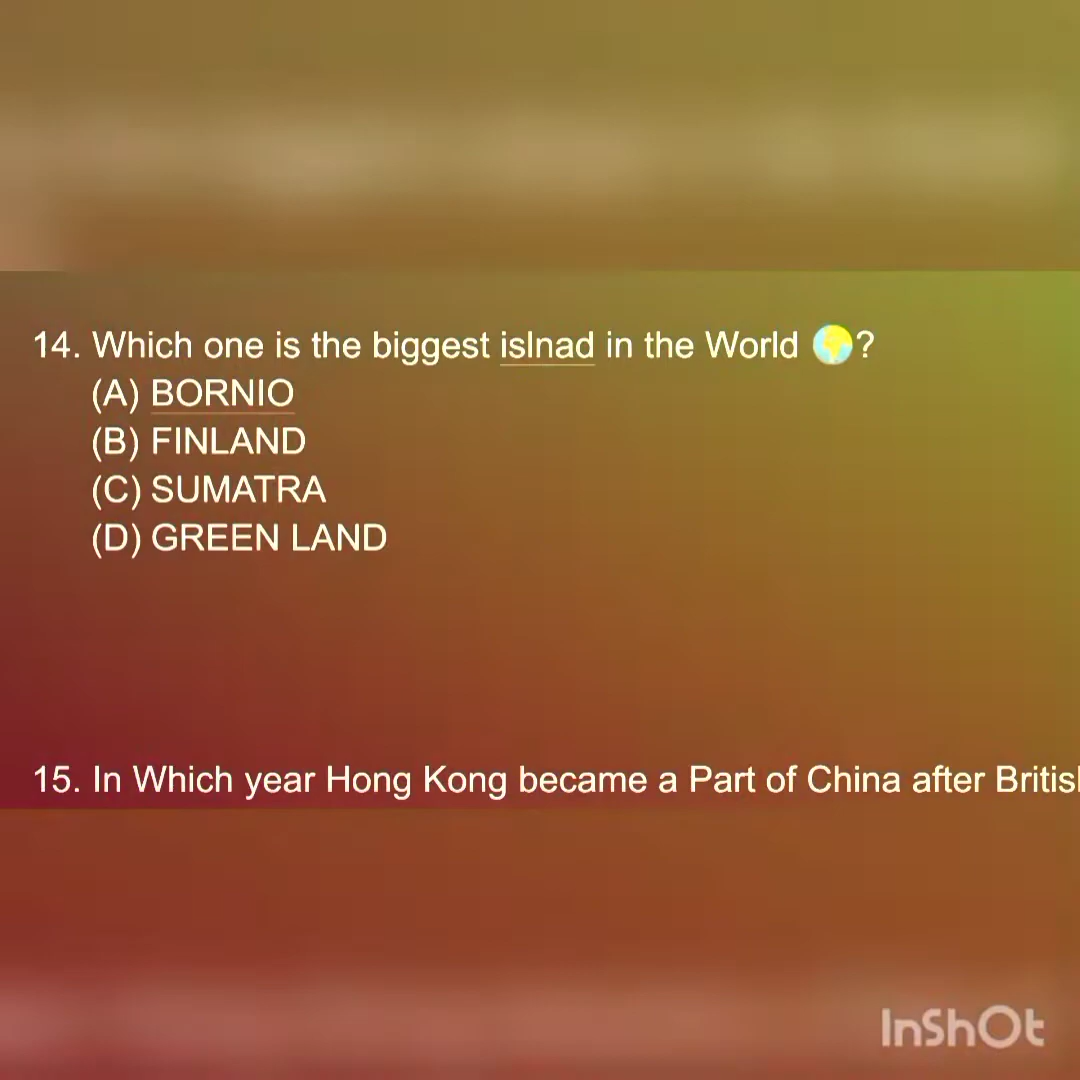 14. Which one is the biggest islnad in the World 🌍?
(A) BORNIO
(B) FINLAND
(C) SUMATRA
(D) GREEN LAND
15. In Which year Hong Kong became a Part of China after
InShOt